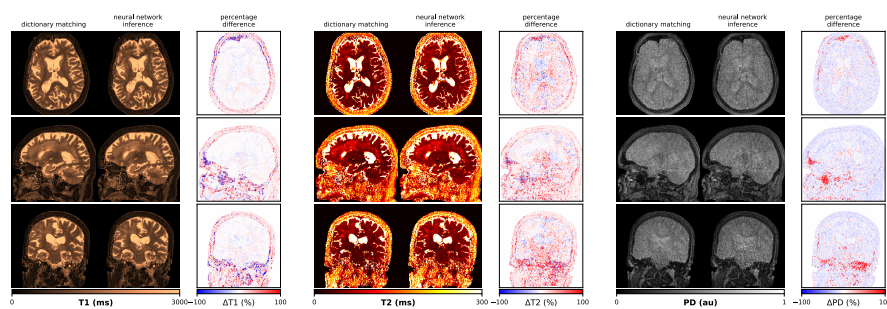 dictionary matching
neural network
inference
percentage
difference
dictionary matching
neural network
inference
percentage
difference
dictionary matching
neural network
inference
percentage
difference
0
3000
T1 (ms)
−100
100
ΔT1 (%)
0
300
T2 (ms)
−100
100
ΔT2 (%)
0
1
PD (au)
−100
10
ΔPD (%)